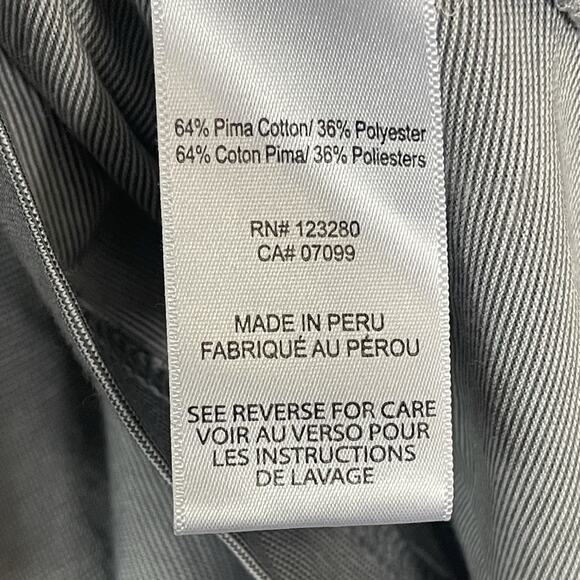 64% Pima Cotton/ 36% Polyester
64% Coton Pima/ 36% Poliesters
RN# 123280
CA# 07099
MADE IN PERU
FABRIQUÉ AU PÉROU
SEE REVERSE FOR CARE
VOIR AU VERSO POUR
LES INSTRUCTIONS
DE LAVAGE